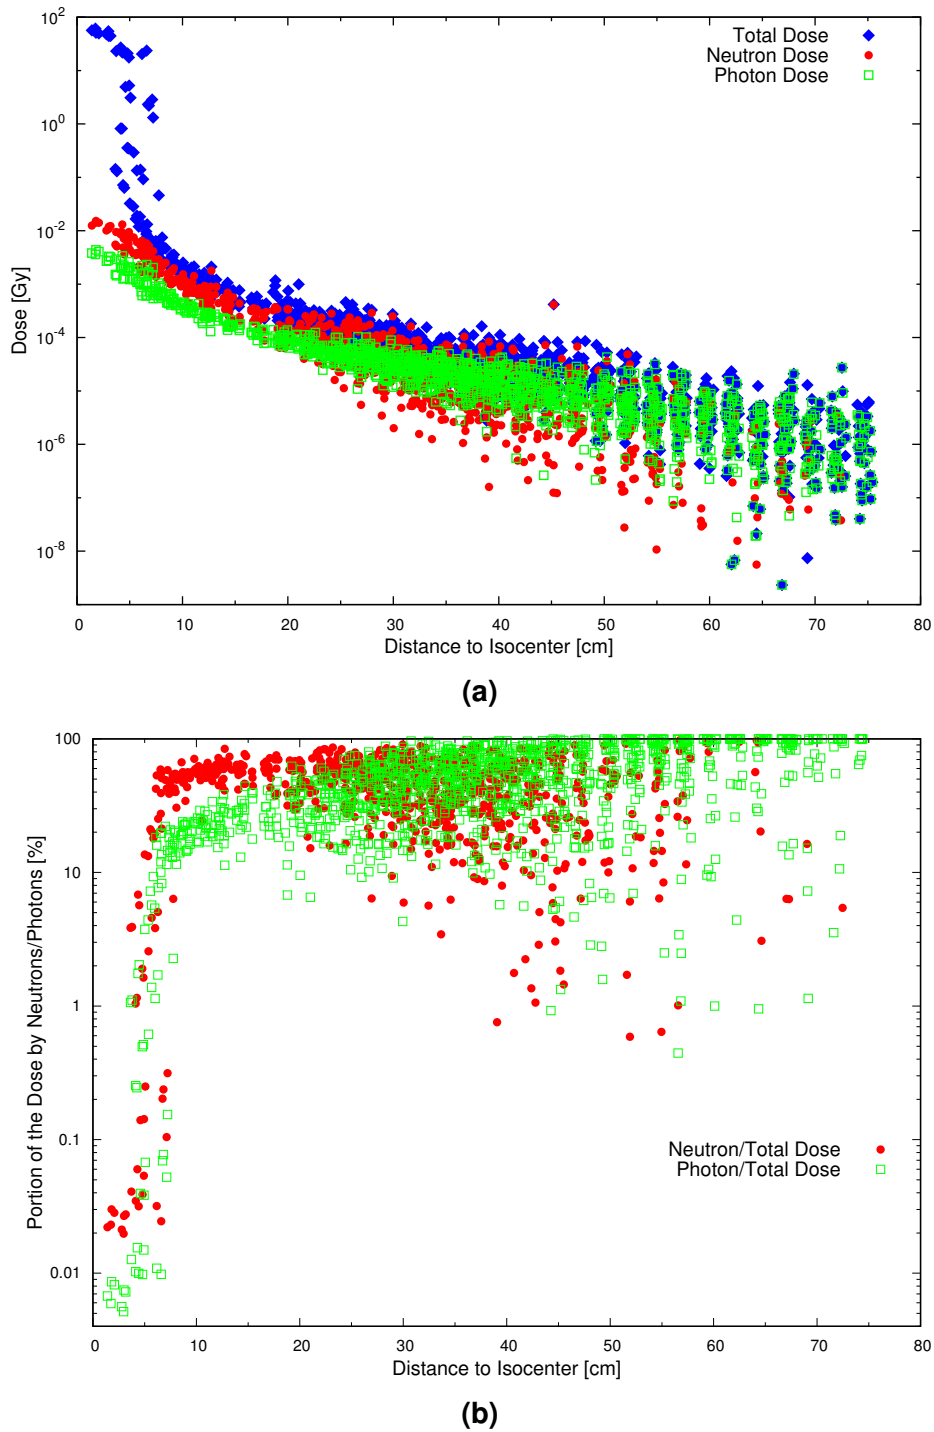 10^2
10^0
10^-2
10^-4
10^-6
10^-8
Dose [Gy]
Total Dose
Neutron Dose
Photon Dose
0 10 20 30 40 50 60 70 80
Distance to Isocenter [cm]
(a)
100
10
1
0.1
0.01
Portion of the Dose by Neutrons/Photons [%]
Neutron/Total Dose
Photon/Total Dose
0 10 20 30 40 50 60 70 80
Distance to Isocenter [cm]
(b)